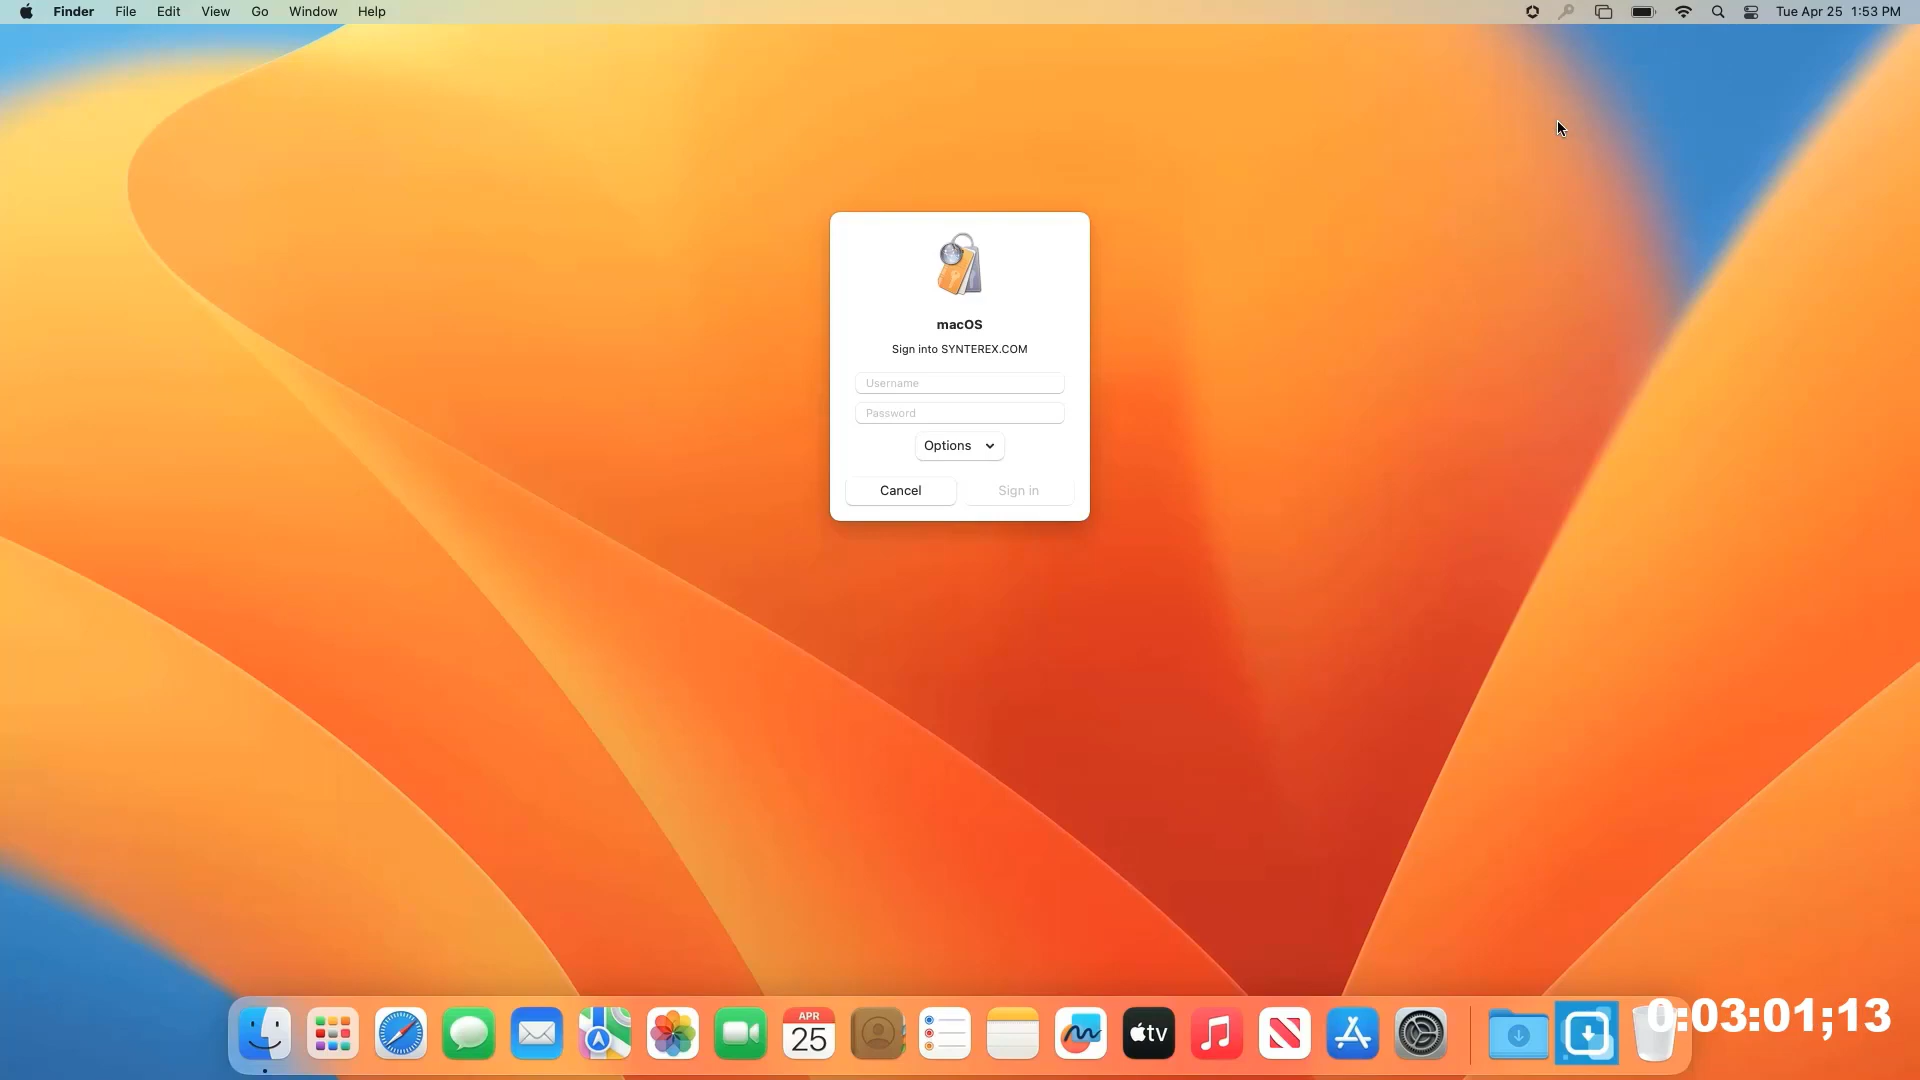 Finder File Edit View Go Window Help Tue Apr 25 1:53 PM
macOS
Sign into SYNTEREX.COM
Username
Password
Options
Cancel Sign in
APR
25
tv
0:03:01;13